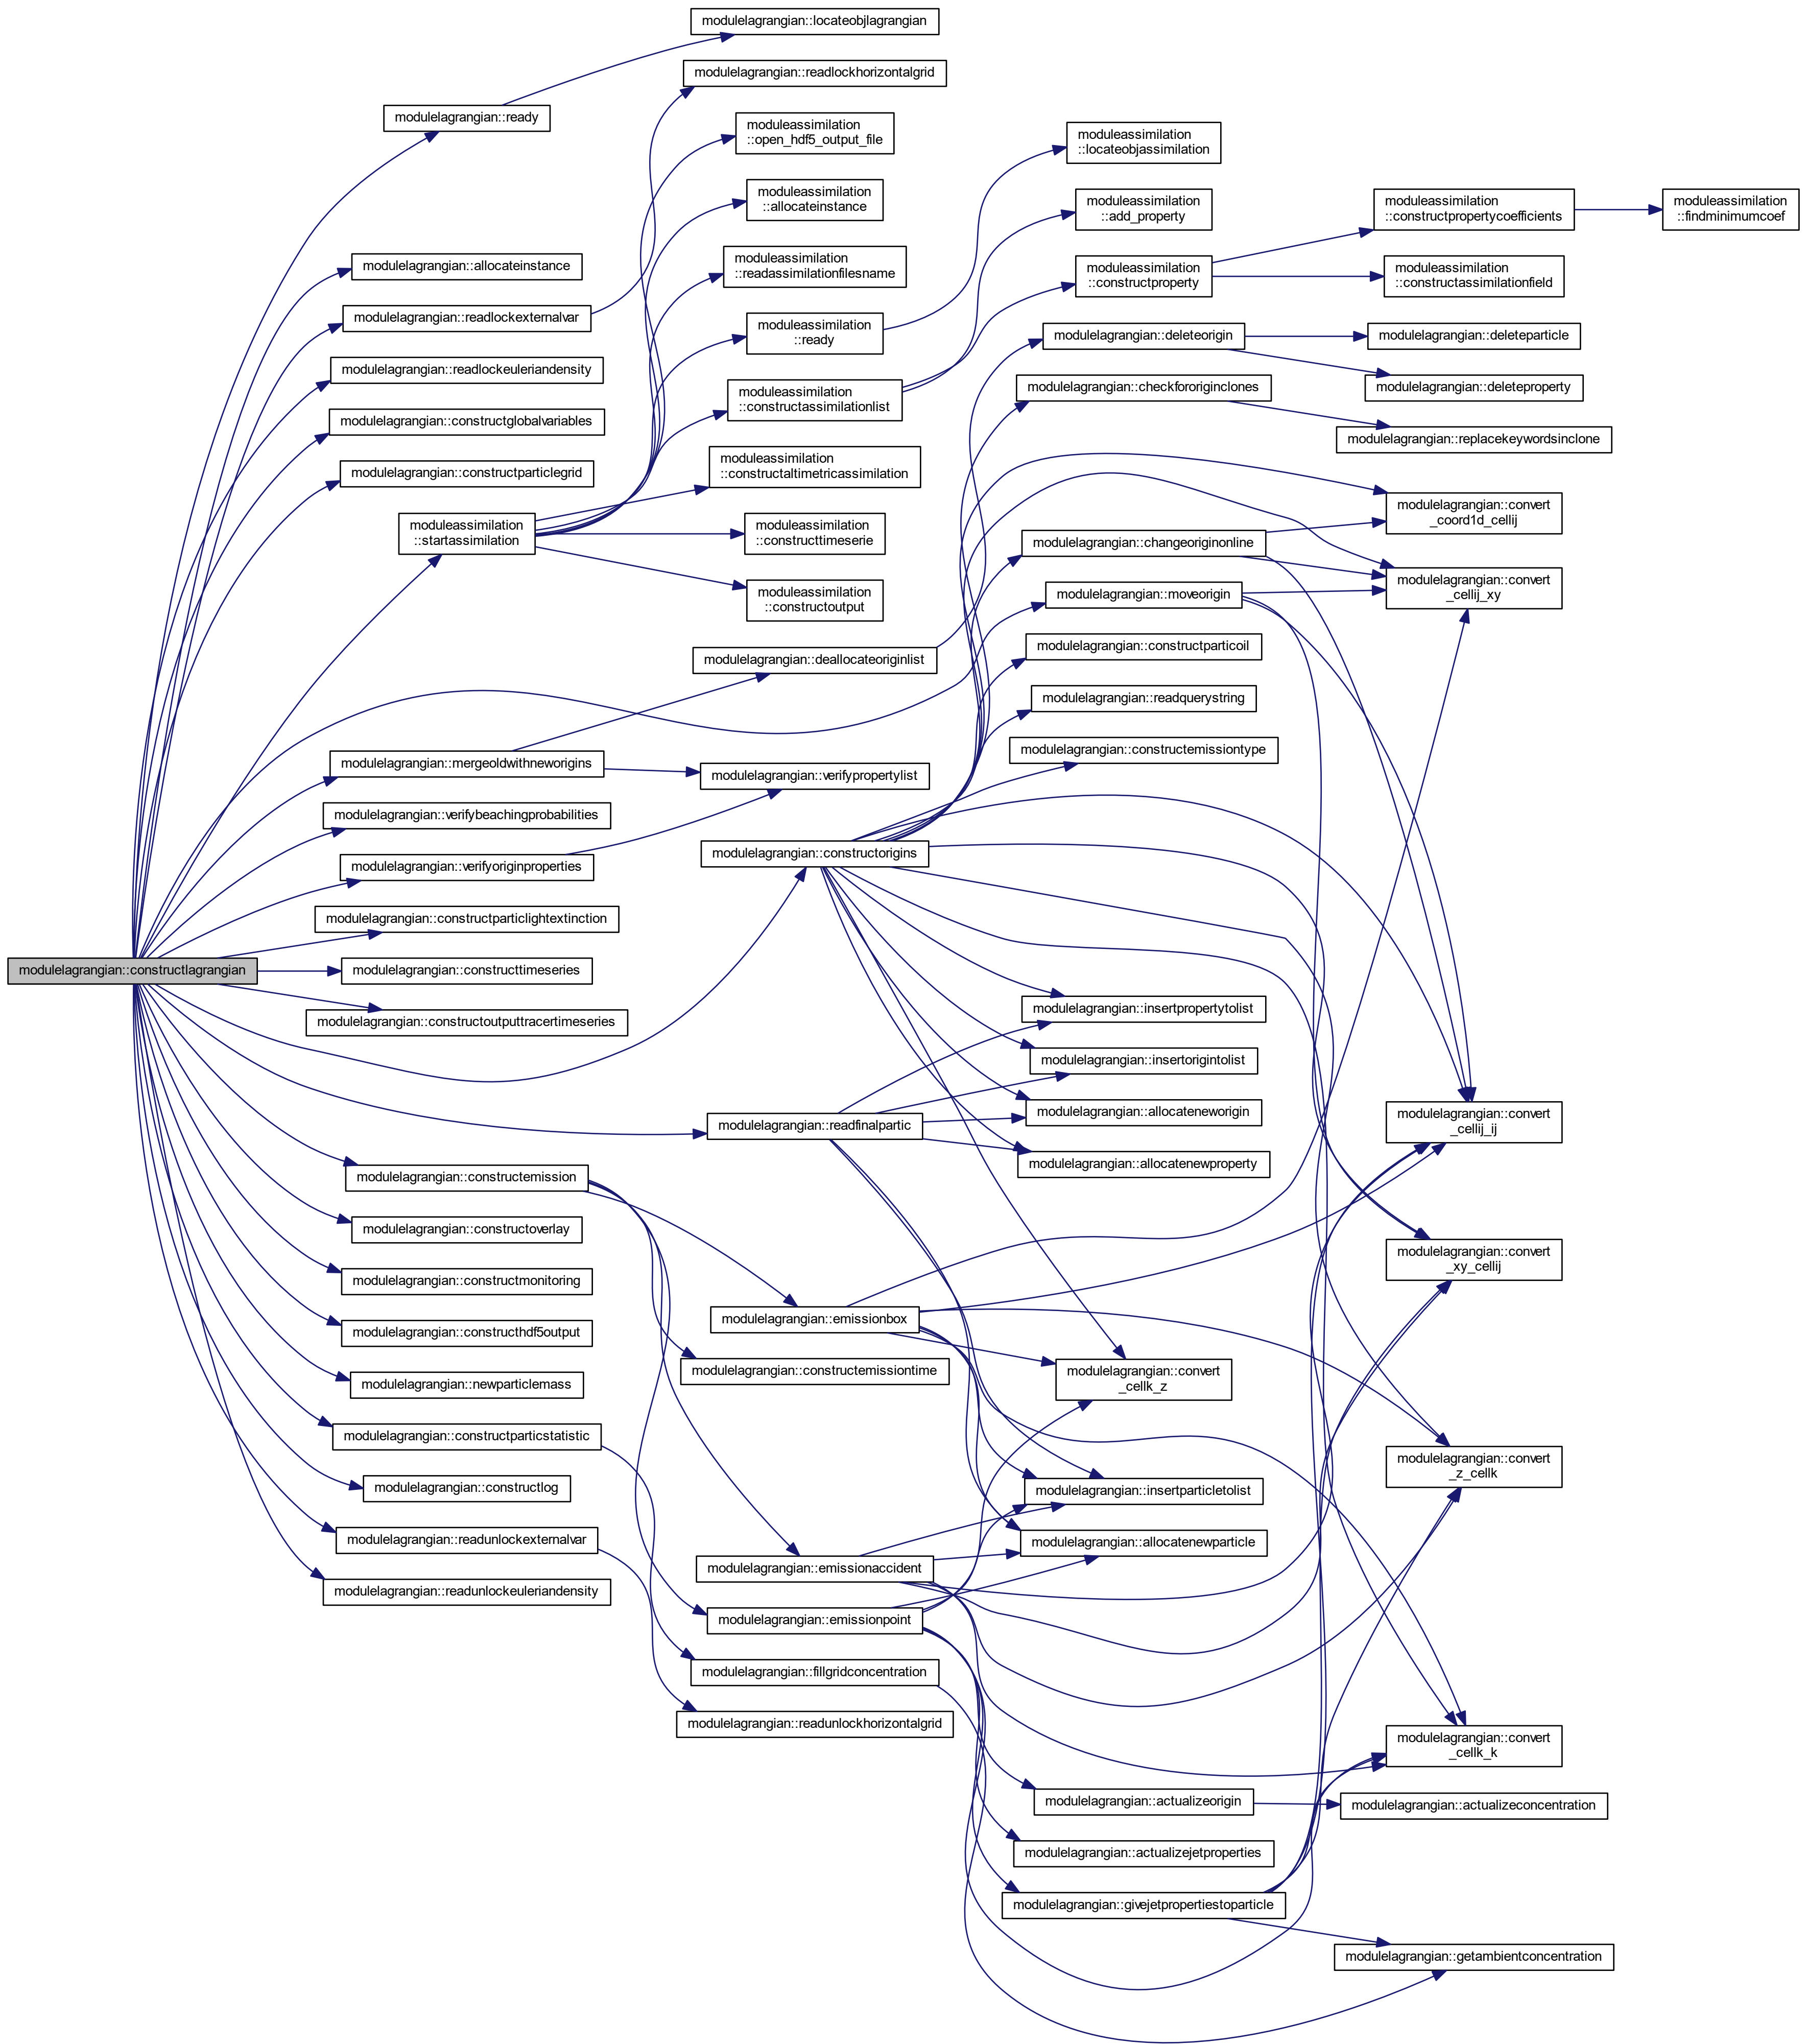 modulelagrangian::locateobjlagrangian
modulelagrangian::readlockhorizontalgrid
modulelagrangian::ready
moduleassimilation
::open_hdf5_output_file
moduleassimilation
::locateobjassimilation
moduleassimilation
::allocateinstance
moduleassimilation
::add_property
moduleassimilation
::constructpropertycoefficients
moduleassimilation
::findminimumcoef
modulelagrangian::allocateinstance
moduleassimilation
::readassimilationfilesname
moduleassimilation
::constructproperty
moduleassimilation
::constructassimilationfield
modulelagrangian::readlockexternalvar
moduleassimilation
::ready
modulelagrangian::deleteorigin
modulelagrangian::deleteparticle
modulelagrangian::readlockeuleriandensity
moduleassimilation
::constructassimilationlist
modulelagrangian::checkfororiginclones
modulelagrangian::deleteproperty
modulelagrangian::constructglobalvariables
modulelagrangian::replacekeywordsinclone
modulelagrangian::constructparticlegrid
moduleassimilation
::constructaltimetricassimilation
modulelagrangian::convert
_coord1d_cellij
moduleassimilation
::startassimilation
moduleassimilation
::constructtimeserie
modulelagrangian::changeoriginonline
moduleassimilation
::constructoutput
modulelagrangian::moveorigin
modulelagrangian::convert
_cellij_xy
modulelagrangian::deallocateoriginlist
modulelagrangian::constructparticoil
modulelagrangian::readquerystring
modulelagrangian::mergeoldwithneworigins
modulelagrangian::verifypropertylist
modulelagrangian::constructemissiontype
modulelagrangian::verifybeachingprobabilities
modulelagrangian::verifyoriginproperties
modulelagrangian::constructorigins
modulelagrangian::constructparticlightextinction
modulelagrangian::constructlagrangian
modulelagrangian::constructtimeseries
modulelagrangian::constructoutputtracertimeseries
modulelagrangian::insertpropertytolist
modulelagrangian::insertorigintolist
modulelagrangian::readfinalpartic
modulelagrangian::allocateneworigin
modulelagrangian::convert
_cellij_ij
modulelagrangian::allocatenewproperty
modulelagrangian::constructemission
modulelagrangian::constructoverlay
modulelagrangian::convert
_xy_cellij
modulelagrangian::constructmonitoring
modulelagrangian::emissionbox
modulelagrangian::constructhdf5output
modulelagrangian::constructemissiontime
modulelagrangian::convert
_cellk_z
modulelagrangian::newparticlemass
modulelagrangian::constructparticstatistic
modulelagrangian::convert
_z_cellk
modulelagrangian::constructlog
modulelagrangian::insertparticletolist
modulelagrangian::readunlockexternalvar
modulelagrangian::allocatenewparticle
modulelagrangian::emissionaccident
modulelagrangian::readunlockeuleriandensity
modulelagrangian::emissionpoint
modulelagrangian::fillgridconcentration
modulelagrangian::readunlockhorizontalgrid
modulelagrangian::convert
_cellk_k
modulelagrangian::actualizeorigin
modulelagrangian::actualizeconcentration
modulelagrangian::actualizejetproperties
modulelagrangian::givejetpropertiestoparticle
modulelagrangian::getambientconcentration